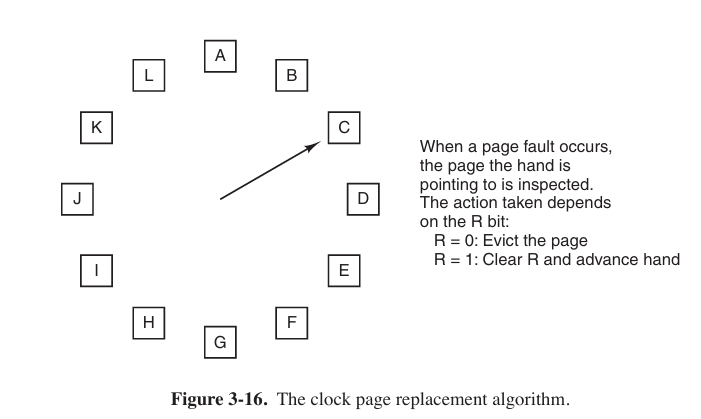 A
L
B
K
C
When a page fault occurs,
the page the hand is
pointing to is inspected.
The action taken depends
on the R bit:
R = 0: Evict the page
R = 1: Clear R and advance hand
J
D
I
E
H
F
G
Figure 3-16. The clock page replacement algorithm.